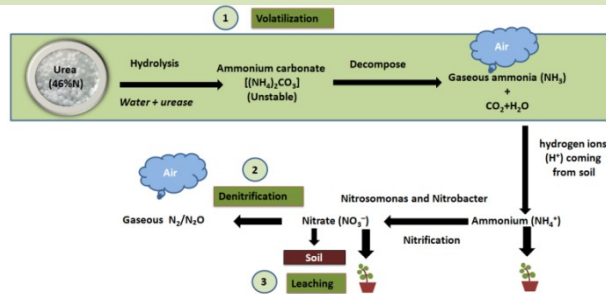 1 Volatilization
Air
Urea
(46%N)
Hydrolysis
Water + urease
Ammonium carbonate
[(NH₄)₂CO₃]
(Unstable)
Decompose
Gaseous ammonia (NH₃)
+
CO₂+H₂O
hydrogen ions
(H⁺) coming
from soil
Air
2
Denitrification
Nitrosomonas and Nitrobacter
Gaseous N₂/N₂O
Nitrate (NO₃⁻)
Ammonium (NH₄⁺)
Nitrification
Soil
3 Leaching